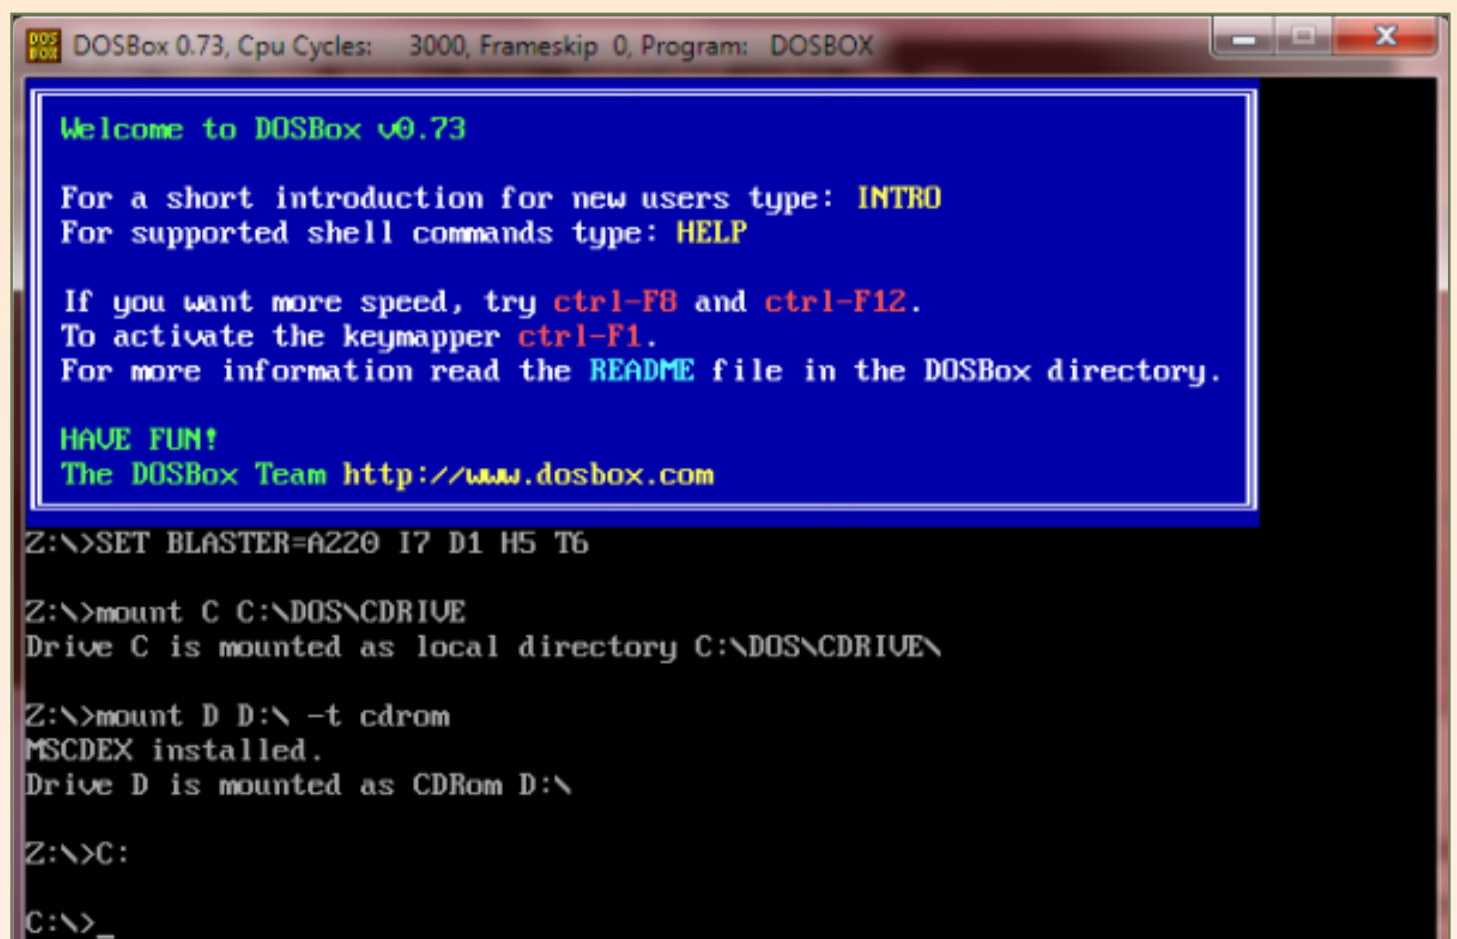 DOSBox 0.73, Cpu Cycles: 3000, Frameskip 0, Program: DOSBOX
Welcome to DOSBox v0.73
For a short introduction for new users type: INTRO
For supported shell commands type: HELP
If you want more speed, try ctrl-F8 and ctrl-F12.
To activate the keymapper ctrl-F1.
For more information read the README file in the DOSBox directory.
HAVE FUN!
The DOSBox Team http://www.dosbox.com
Z:\>SET BLASTER=A220 I7 D1 H5 T6
Z:\>mount C C:\DOS\CDRIVE
Drive C is mounted as local directory C:\DOS\CDRIVE\
Z:\>mount D D:\ -t cdrom
MSCDEX installed.
Drive D is mounted as CDRom D:\
Z:\>C:
C:\>_